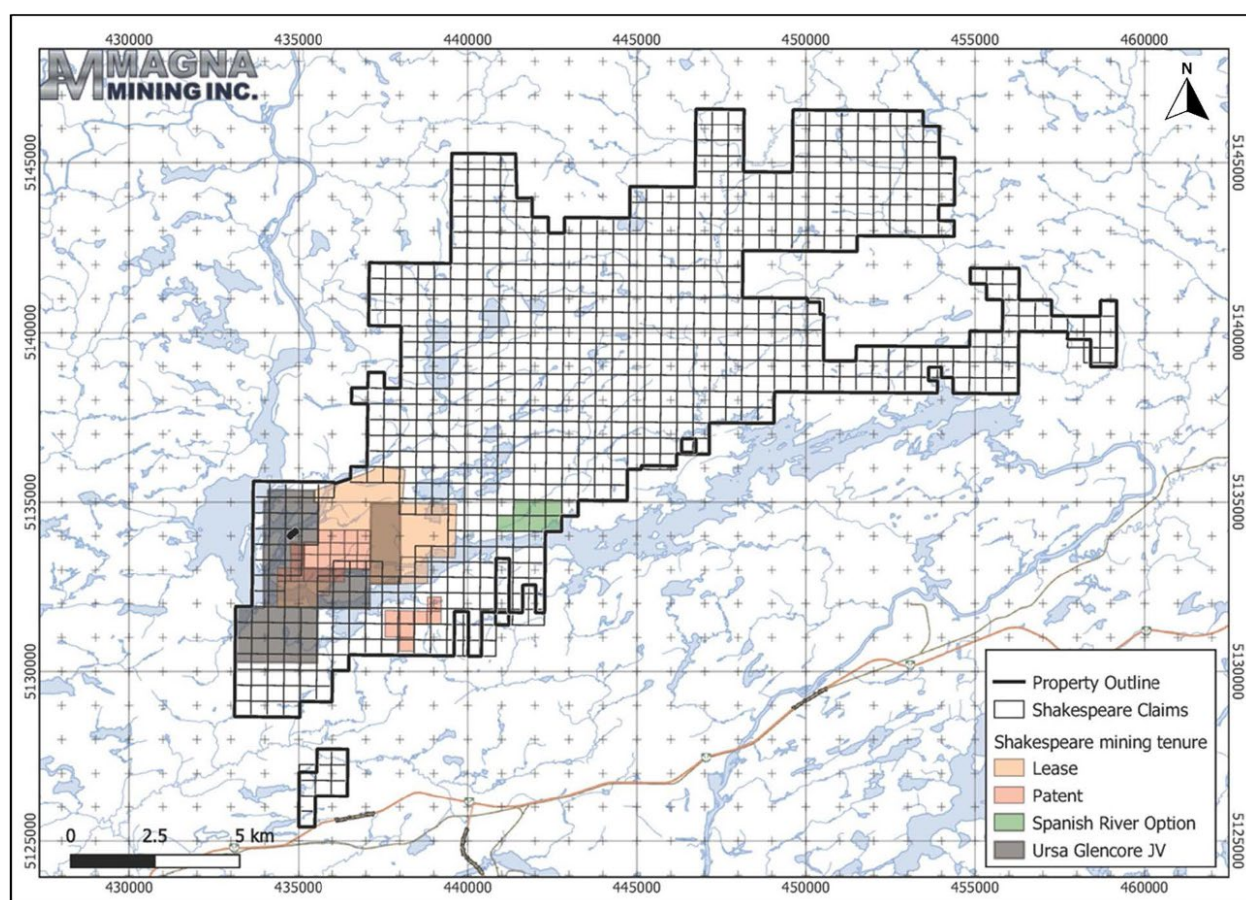 430000 435000 440000 445000 450000 455000 460000
MAGNA
MINING INC.
N
5145000 5145000
5140000 5140000
5135000 5135000
5130000 5130000
5125000 5125000
Property Outline
Shakespeare Claims
Shakespeare mining tenure
Lease
Patent
Spanish River Option
Ursa Glencore JV
0 2.5 5 km
430000 435000 440000 445000 450000 455000 460000